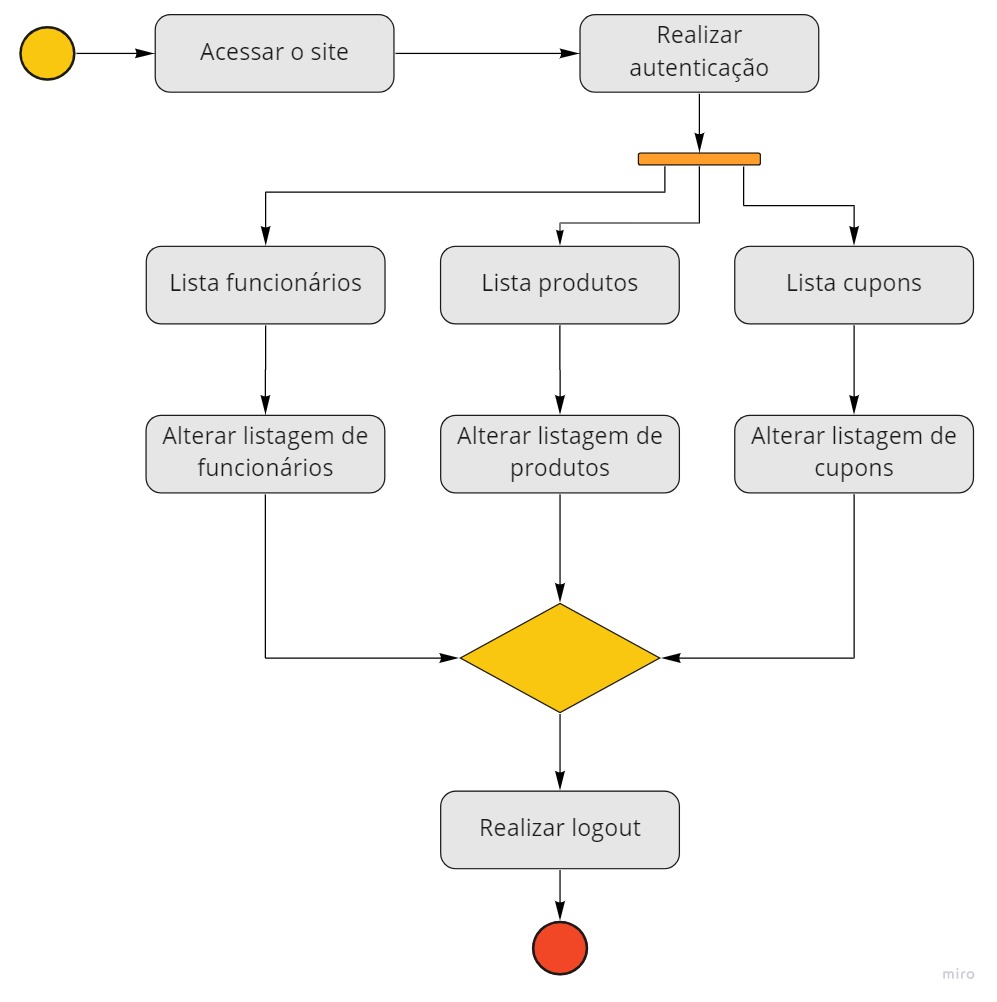 Acessar o site
Realizar
autenticação
Lista funcionários
Lista produtos
Lista cupons
Alterar listagem de
funcionários
Alterar listagem de
produtos
Alterar listagem de
cupons
Realizar logout
miro